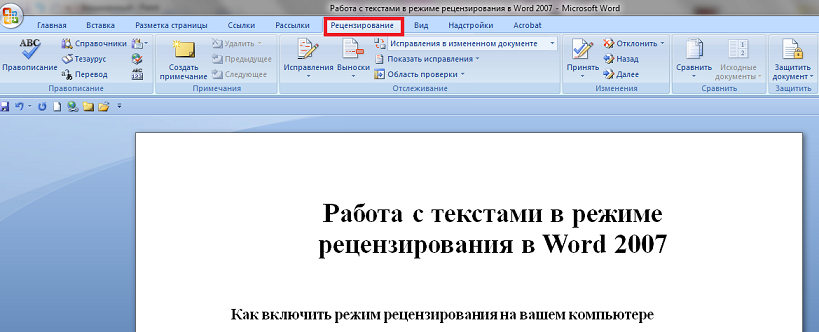 Работа с текстами в режиме рецензирования в Word 2007 - Microsoft Word
Главная Вставка Разметка страницы Ссылки Рассылки Рецензирование Вид Надстройки Acrobat
ABC
Правописание
Справочники
Тезаурус
Перевод
ABC
123
Правописание
Создать
примечание
Удалить
Предыдущее
Следующее
Примечания
Исправления
Выноски
Исправления в измененном документе
Показать исправления
Область проверки
Отслеживание
Принять
Отклонить
Назад
Далее
Изменения
Сравнить
Исходные
документы
Сравнить
Защитить
документ
Защитить
Работа с текстами в режиме
рецензирования в Word 2007
Как включить режим рецензирования на вашем компьютере